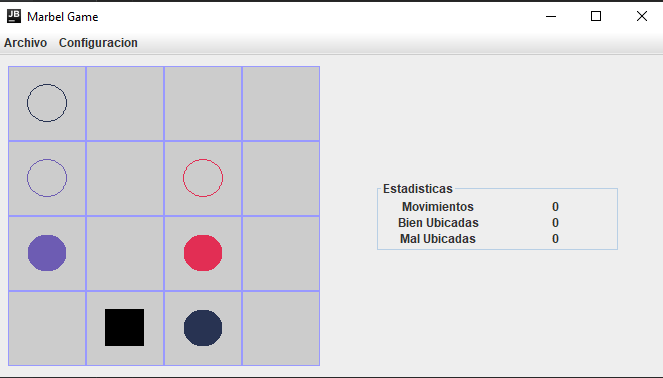 JB
Marbel Game
Archivo Configuracion
Estadisticas
Movimientos 0
Bien Ubicadas 0
Mal Ubicadas 0